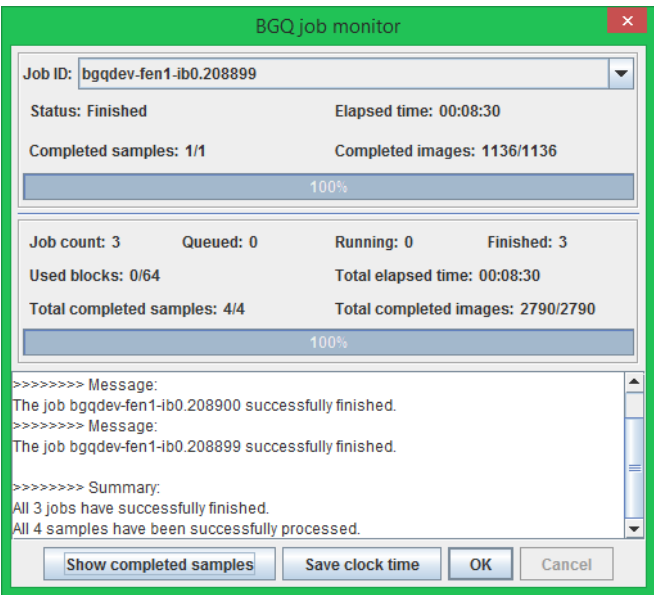 BGQ job monitor
Job ID: bgqdev-fen1-ib0.208899
Status: Finished Elapsed time: 00:08:30
Completed samples: 1/1 Completed images: 1136/1136
100%
Job count: 3 Queued: 0 Running: 0 Finished: 3
Used blocks: 0/64 Total elapsed time: 00:08:30
Total completed samples: 4/4 Total completed images: 2790/2790
100%
>>>>>>>> Message:
The job bgqdev-fen1-ib0.208900 successfully finished.
>>>>>>>> Message:
The job bgqdev-fen1-ib0.208899 successfully finished.
>>>>>>>> Summary:
All 3 jobs have successfully finished.
All 4 samples have been successfully processed.
Show completed samples Save clock time OK Cancel